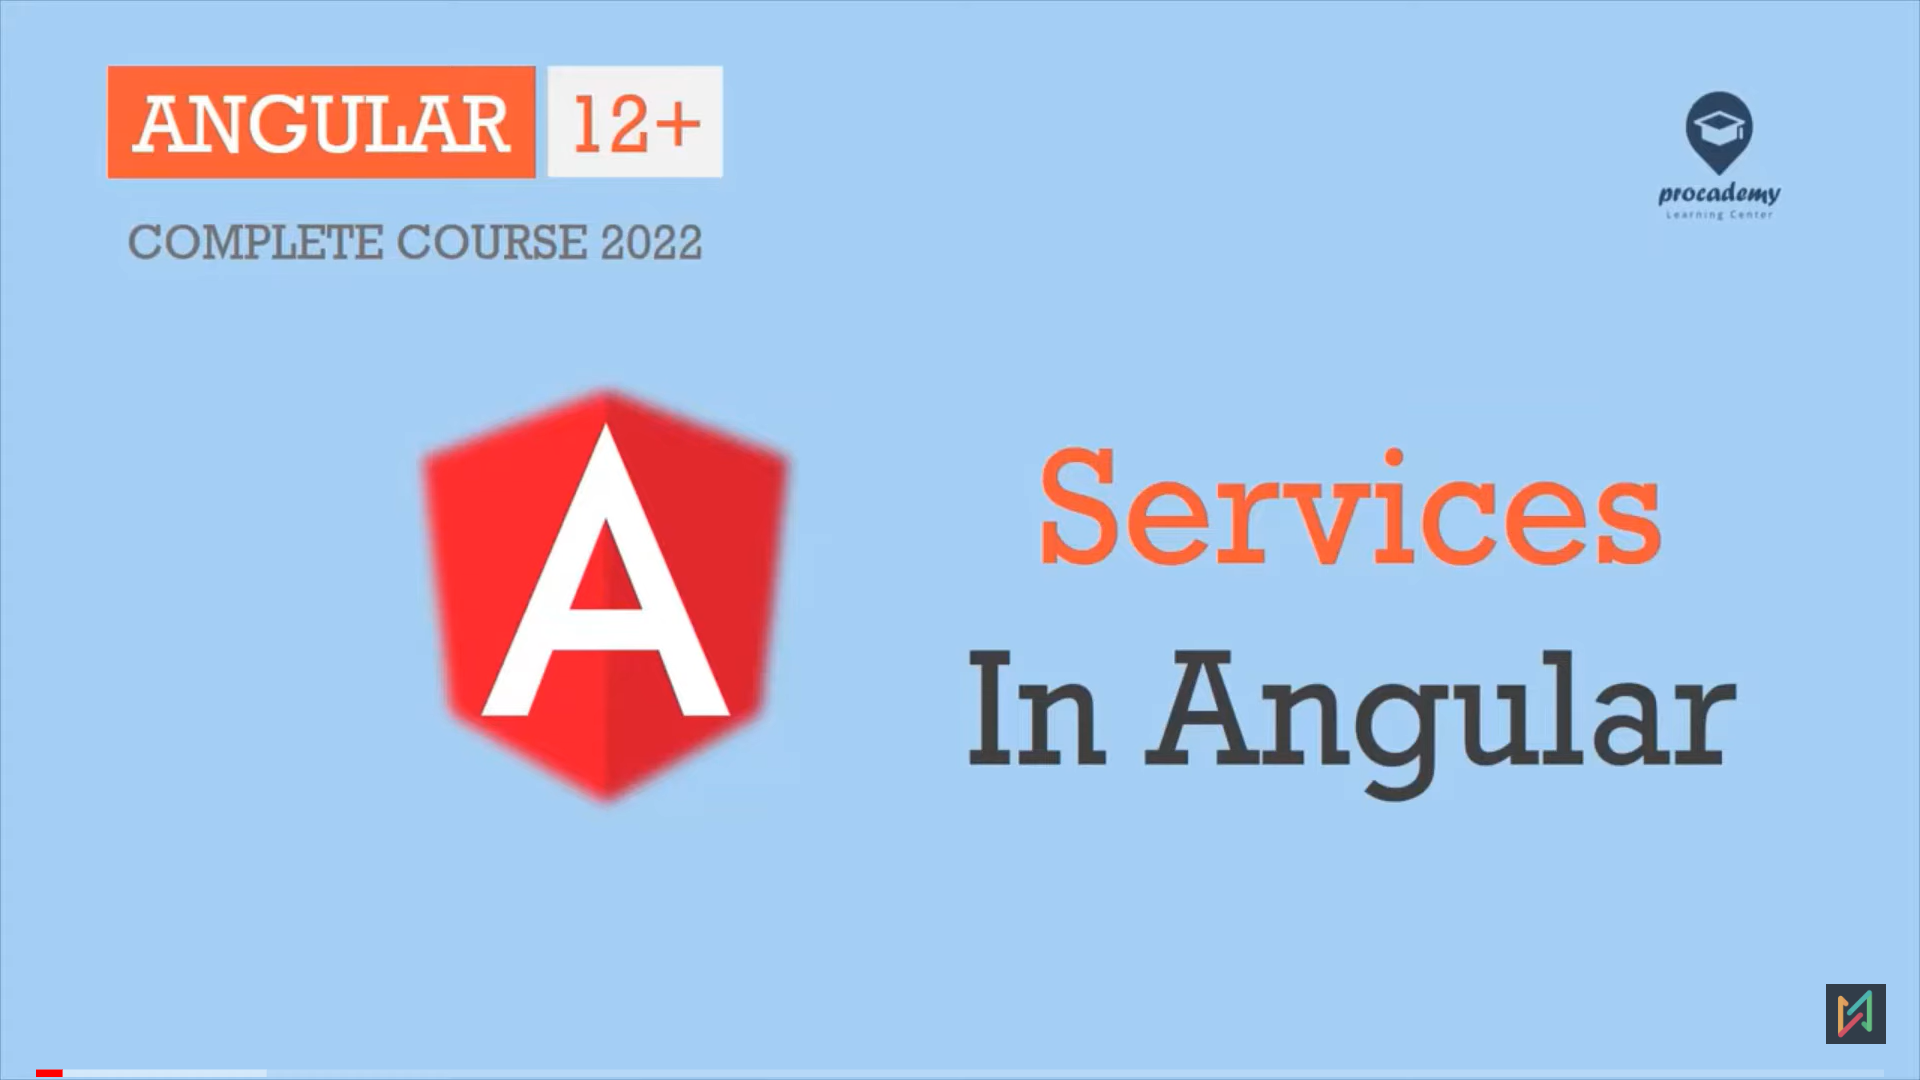 ANGULAR 12+
COMPLETE COURSE 2022
procademy
Learning Center
A
Services
In Angular